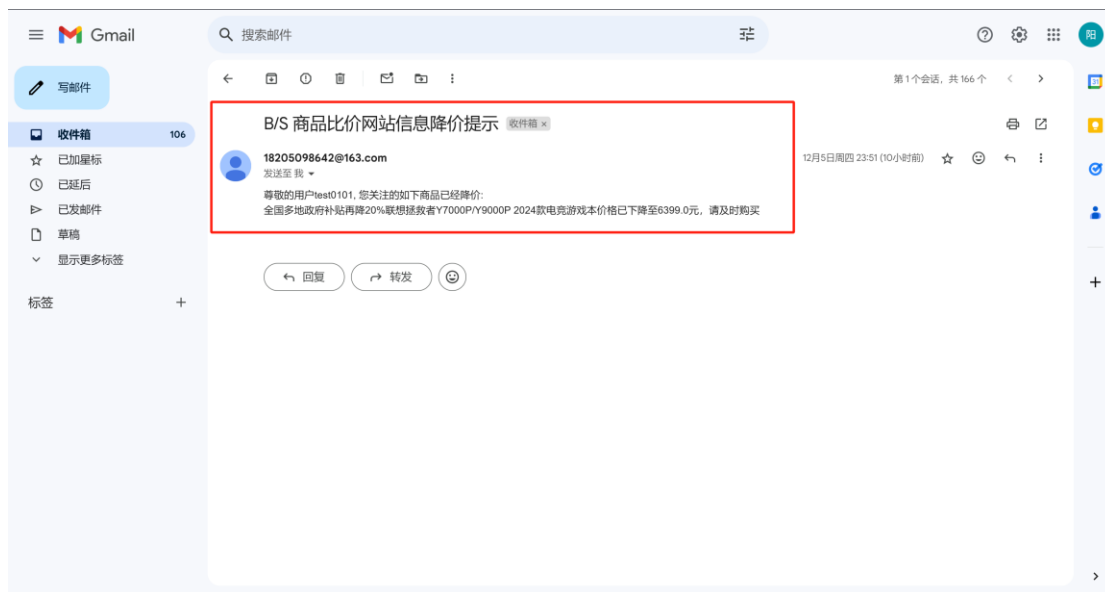 Gmail
搜索邮件
阳
写邮件
第 1 个会话，共 166 个
31
收件箱 106
B/S 商品比价网站信息降价提示 收件箱 ×
已加星标
18205098642@163.com
12月5日周四 23:51 (10小时前)
已延后
发送至 我
已发邮件
尊敬的用户test0101, 您关注的如下商品已经降价:
全国多地政府补贴再降20%联想拯救者Y7000P/Y9000P 2024款电竞游戏本价格已下降至6399.0元，请及时购买
草稿
显示更多标签
回复
转发
标签